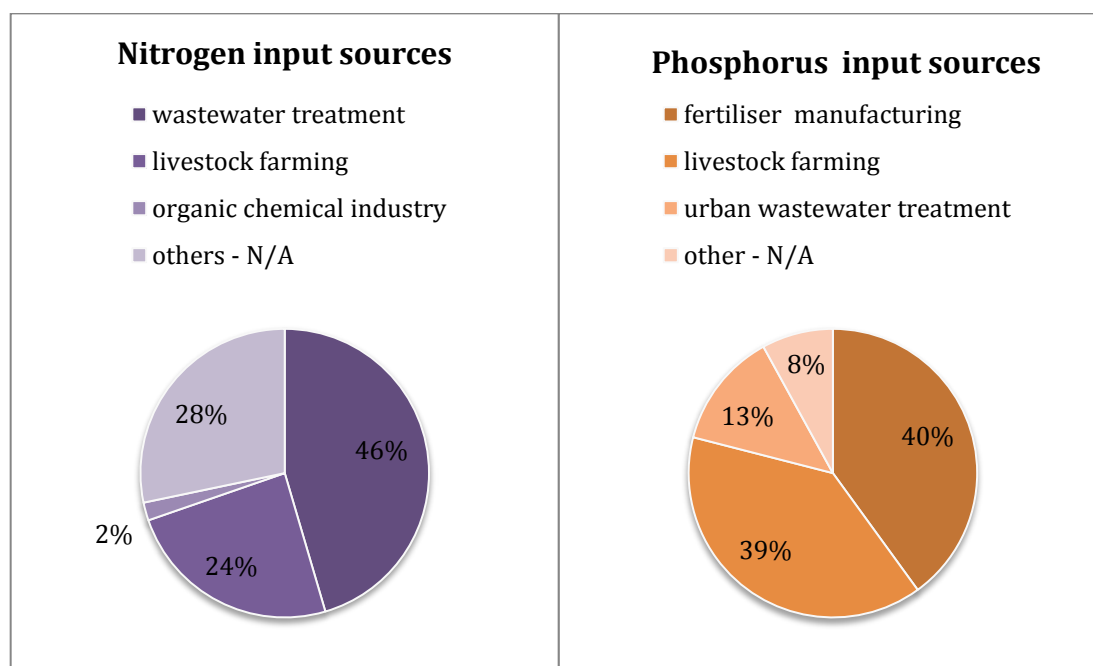 Nitrogen input sources
wastewater treatment
livestock farming
organic chemical industry
others - N/A
28%
46%
2%
24%
Phosphorus input sources
fertiliser manufacturing
livestock farming
urban wastewater treatment
other - N/A
8%
13%
40%
39%